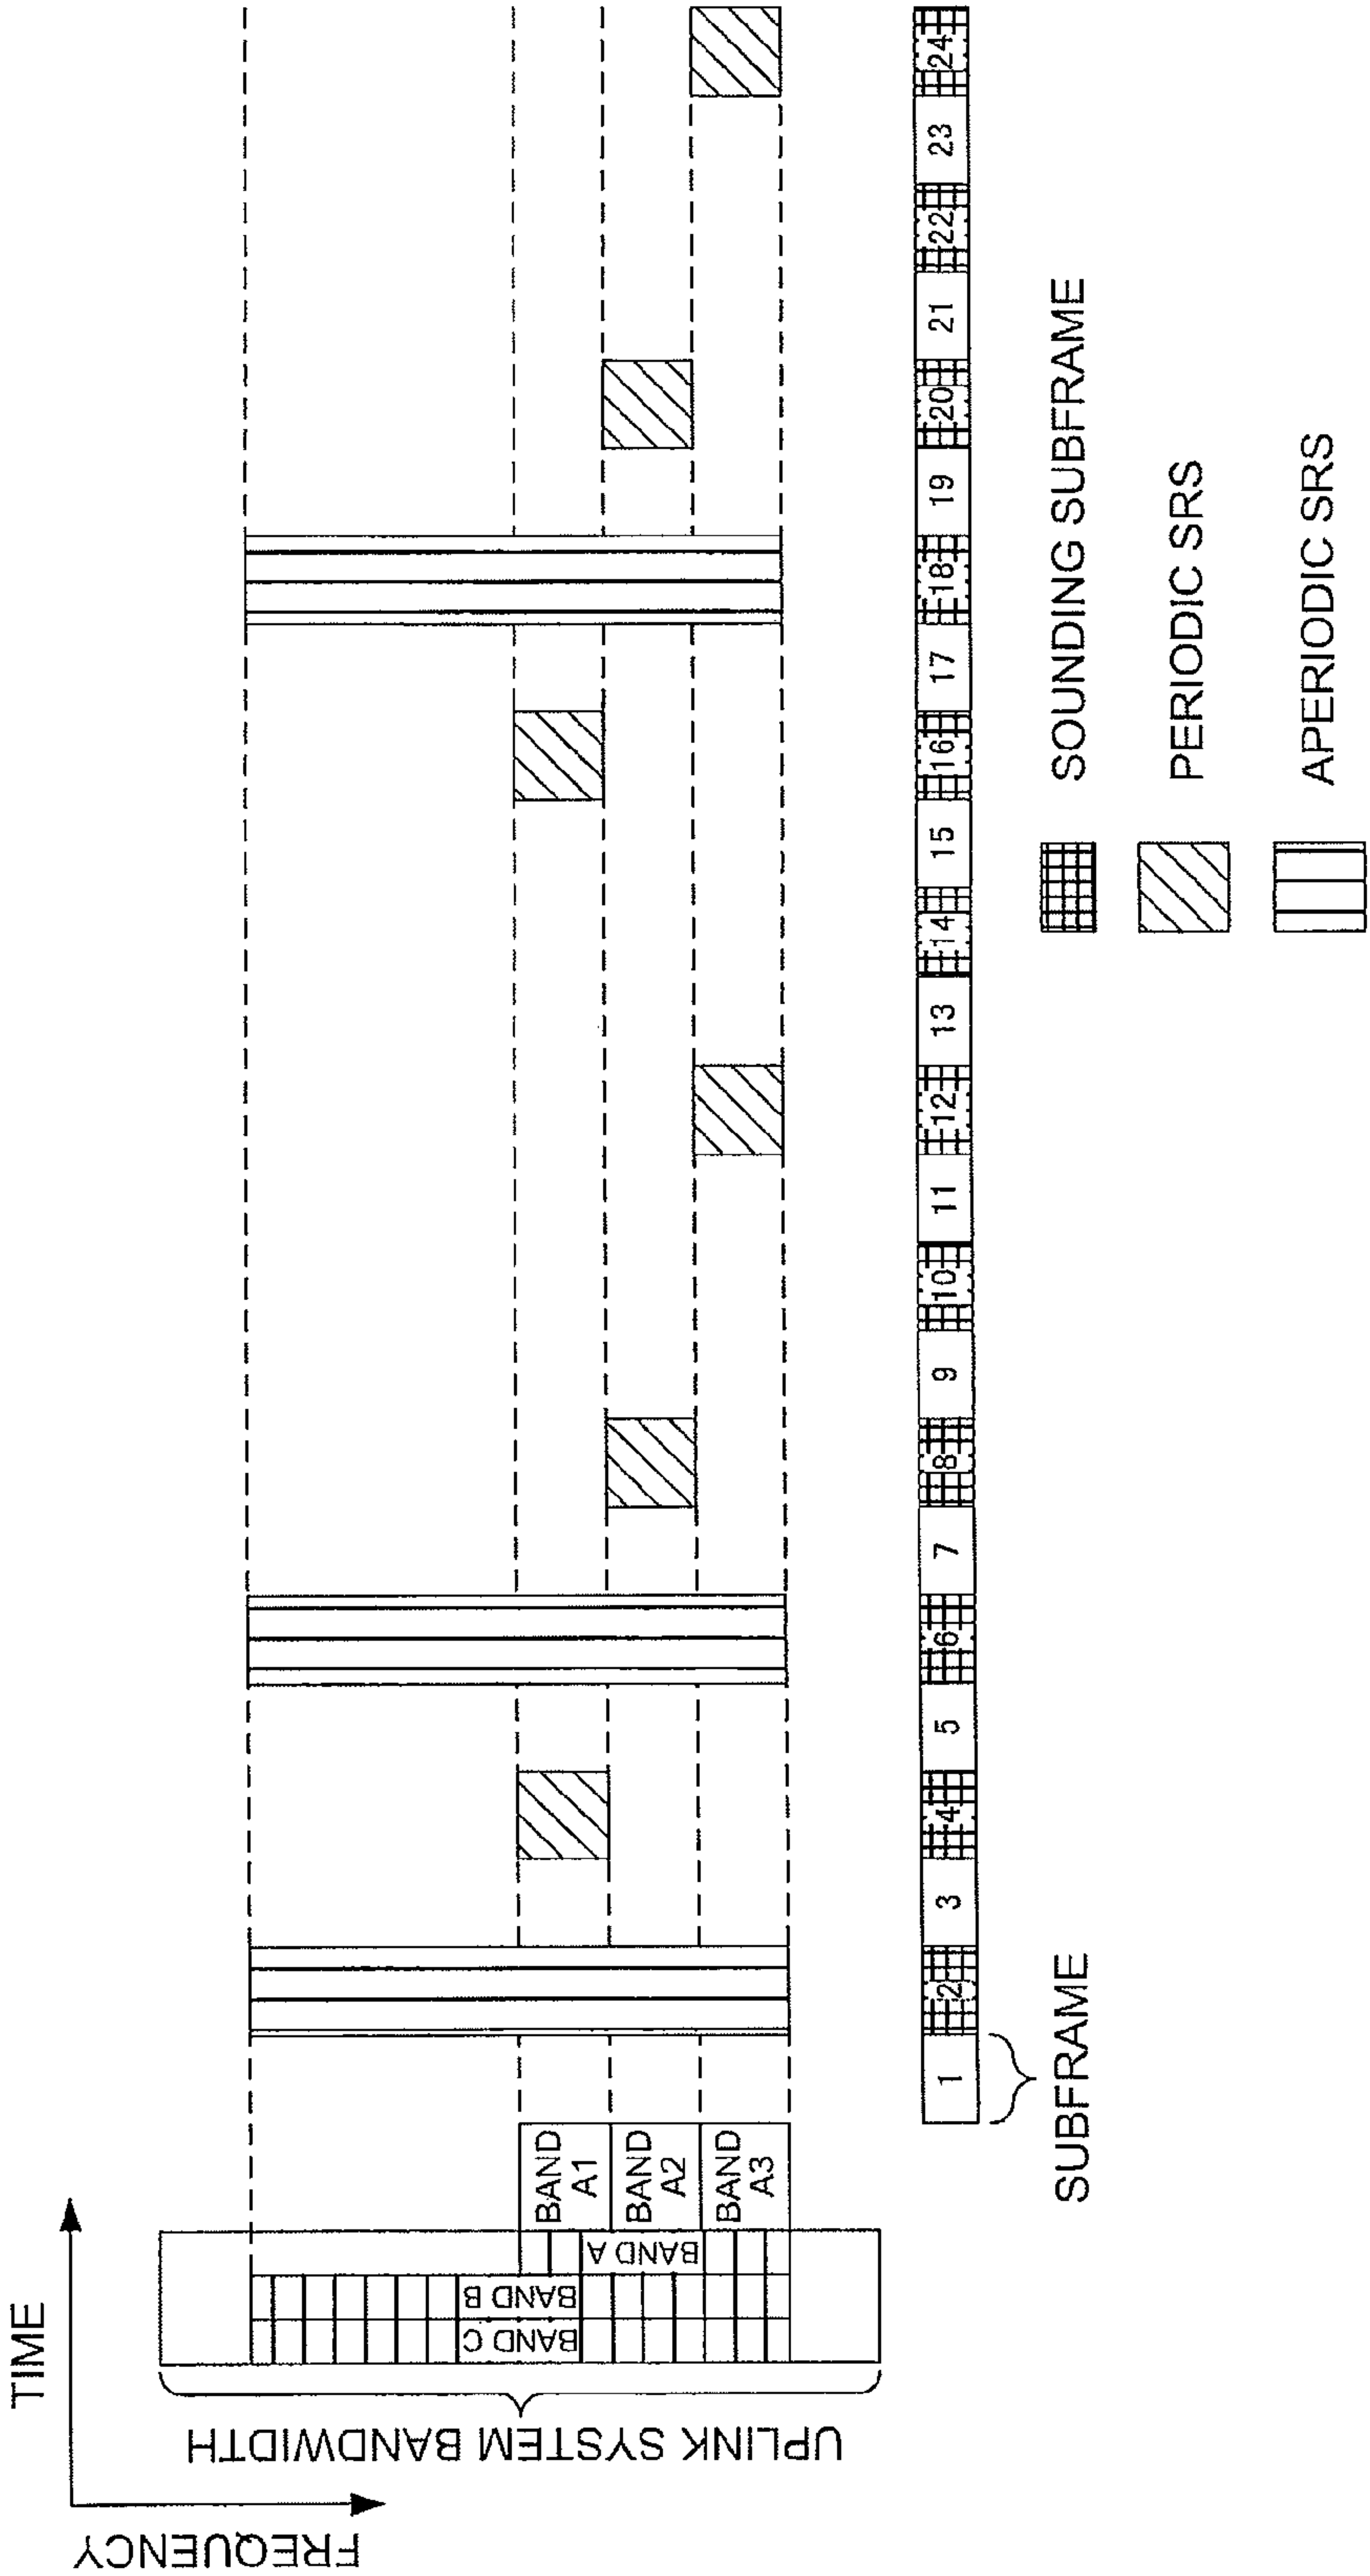 TIME
FREQUENCY
UPLINK SYSTEM BANDWIDTH
BAND C
BAND B
BAND A
BAND
A1
BAND
A2
BAND
A3
1
2
3
4
5
6
7
8
9
10
11
12
13
14
15
16
17
18
19
20
21
22
23
24
SUBFRAME
SOUNDING SUBFRAME
PERIODIC SRS
APERIODIC SRS